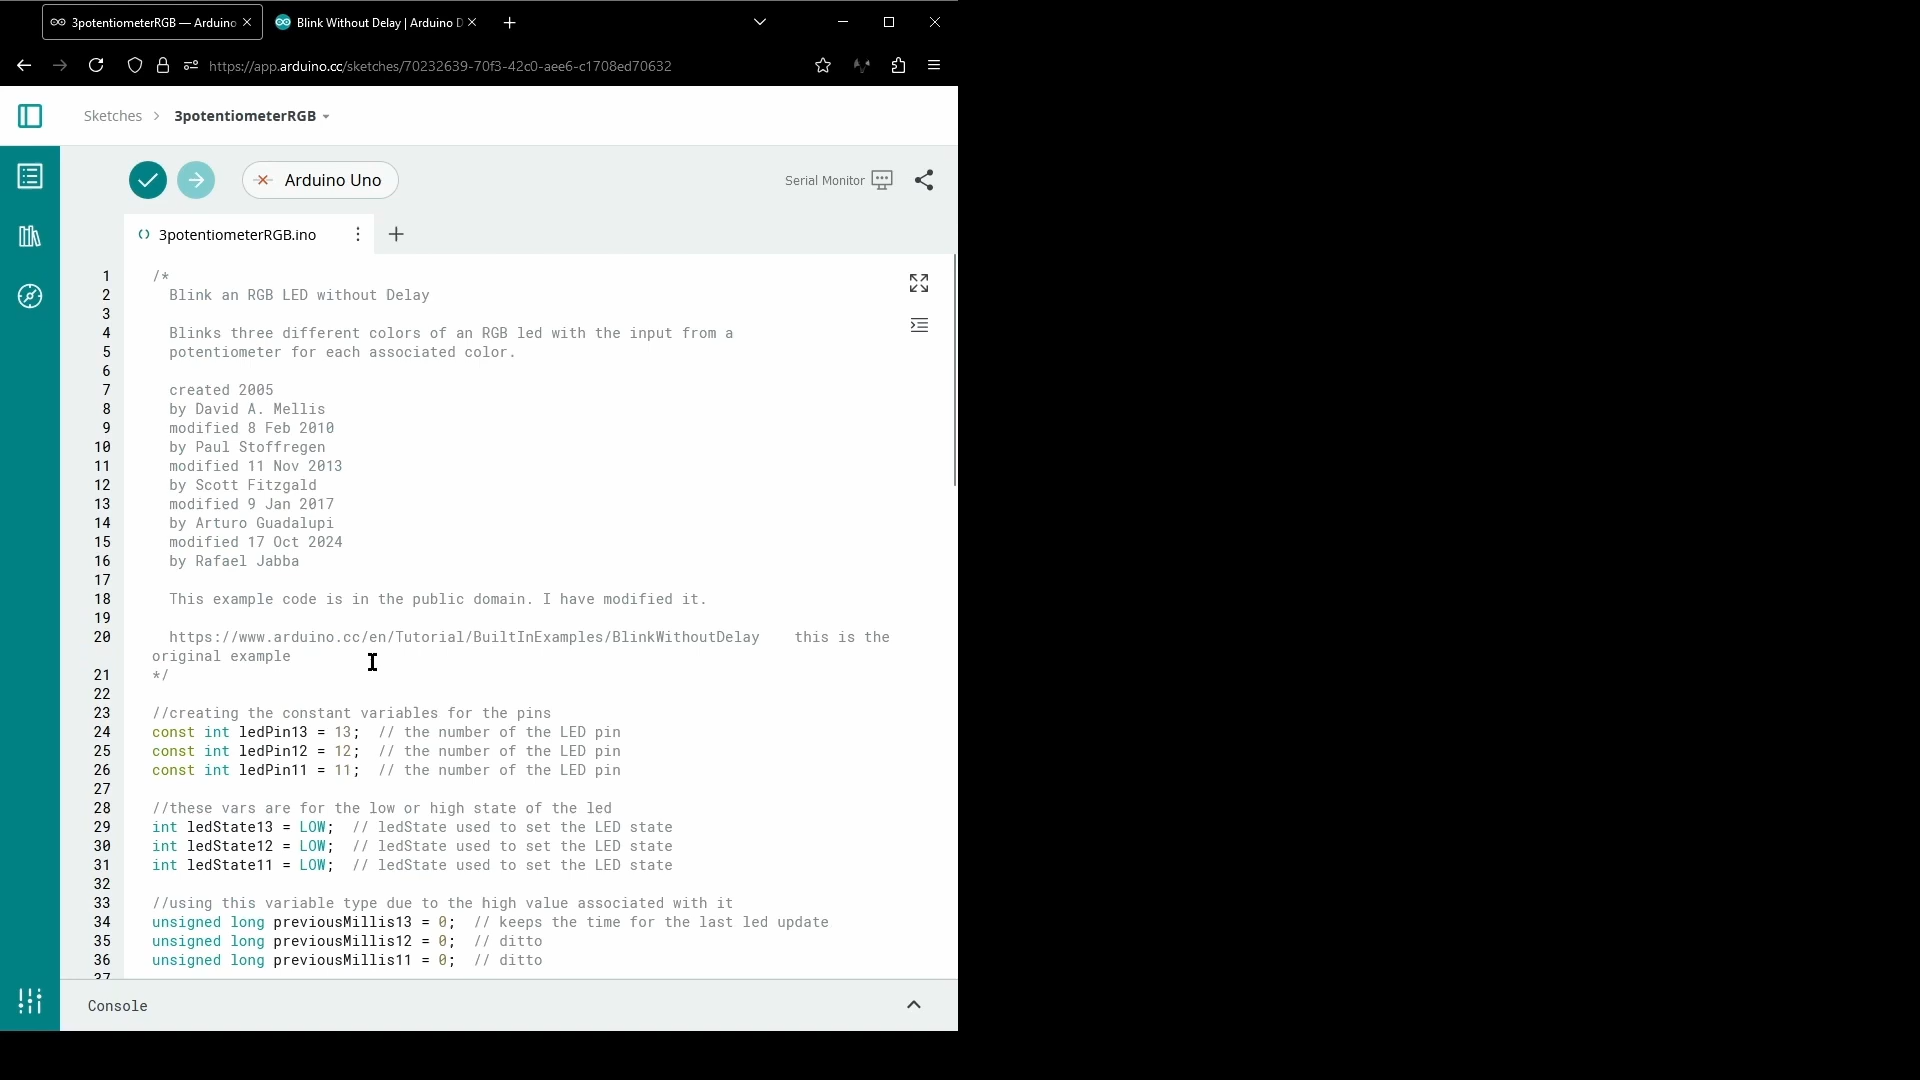 3potentiometerRGB — Arduino
Blink Without Delay | Arduino D
https://app.arduino.cc/sketches/70232639-70f3-42c0-aee6-c1708ed70632
Sketches > 3potentiometerRGB
Arduino Uno
Serial Monitor
3potentiometerRGB.ino
1 /*
2 Blink an RGB LED without Delay
3
4 Blinks three different colors of an RGB led with the input from a
5 potentiometer for each associated color.
6
7 created 2005
8 by David A. Mellis
9 modified 8 Feb 2010
10 by Paul Stoffregen
11 modified 11 Nov 2013
12 by Scott Fitzgald
13 modified 9 Jan 2017
14 by Arturo Guadalupi
15 modified 17 Oct 2024
16 by Rafael Jabba
17
18 This example code is in the public domain. I have modified it.
19
20 https://www.arduino.cc/en/Tutorial/BuiltInExamples/BlinkWithoutDelay    this is the
original example
21 */
22
23 //creating the constant variables for the pins
24 const int ledPin13 = 13;  // the number of the LED pin
25 const int ledPin12 = 12;  // the number of the LED pin
26 const int ledPin11 = 11;  // the number of the LED pin
27
28 //these vars are for the low or high state of the led
29 int ledState13 = LOW;  // ledState used to set the LED state
30 int ledState12 = LOW;  // ledState used to set the LED state
31 int ledState11 = LOW;  // ledState used to set the LED state
32
33 //using this variable type due to the high value associated with it
34 unsigned long previousMillis13 = 0;  // keeps the time for the last led update
35 unsigned long previousMillis12 = 0;  // ditto
36 unsigned long previousMillis11 = 0;  // ditto
37
Console